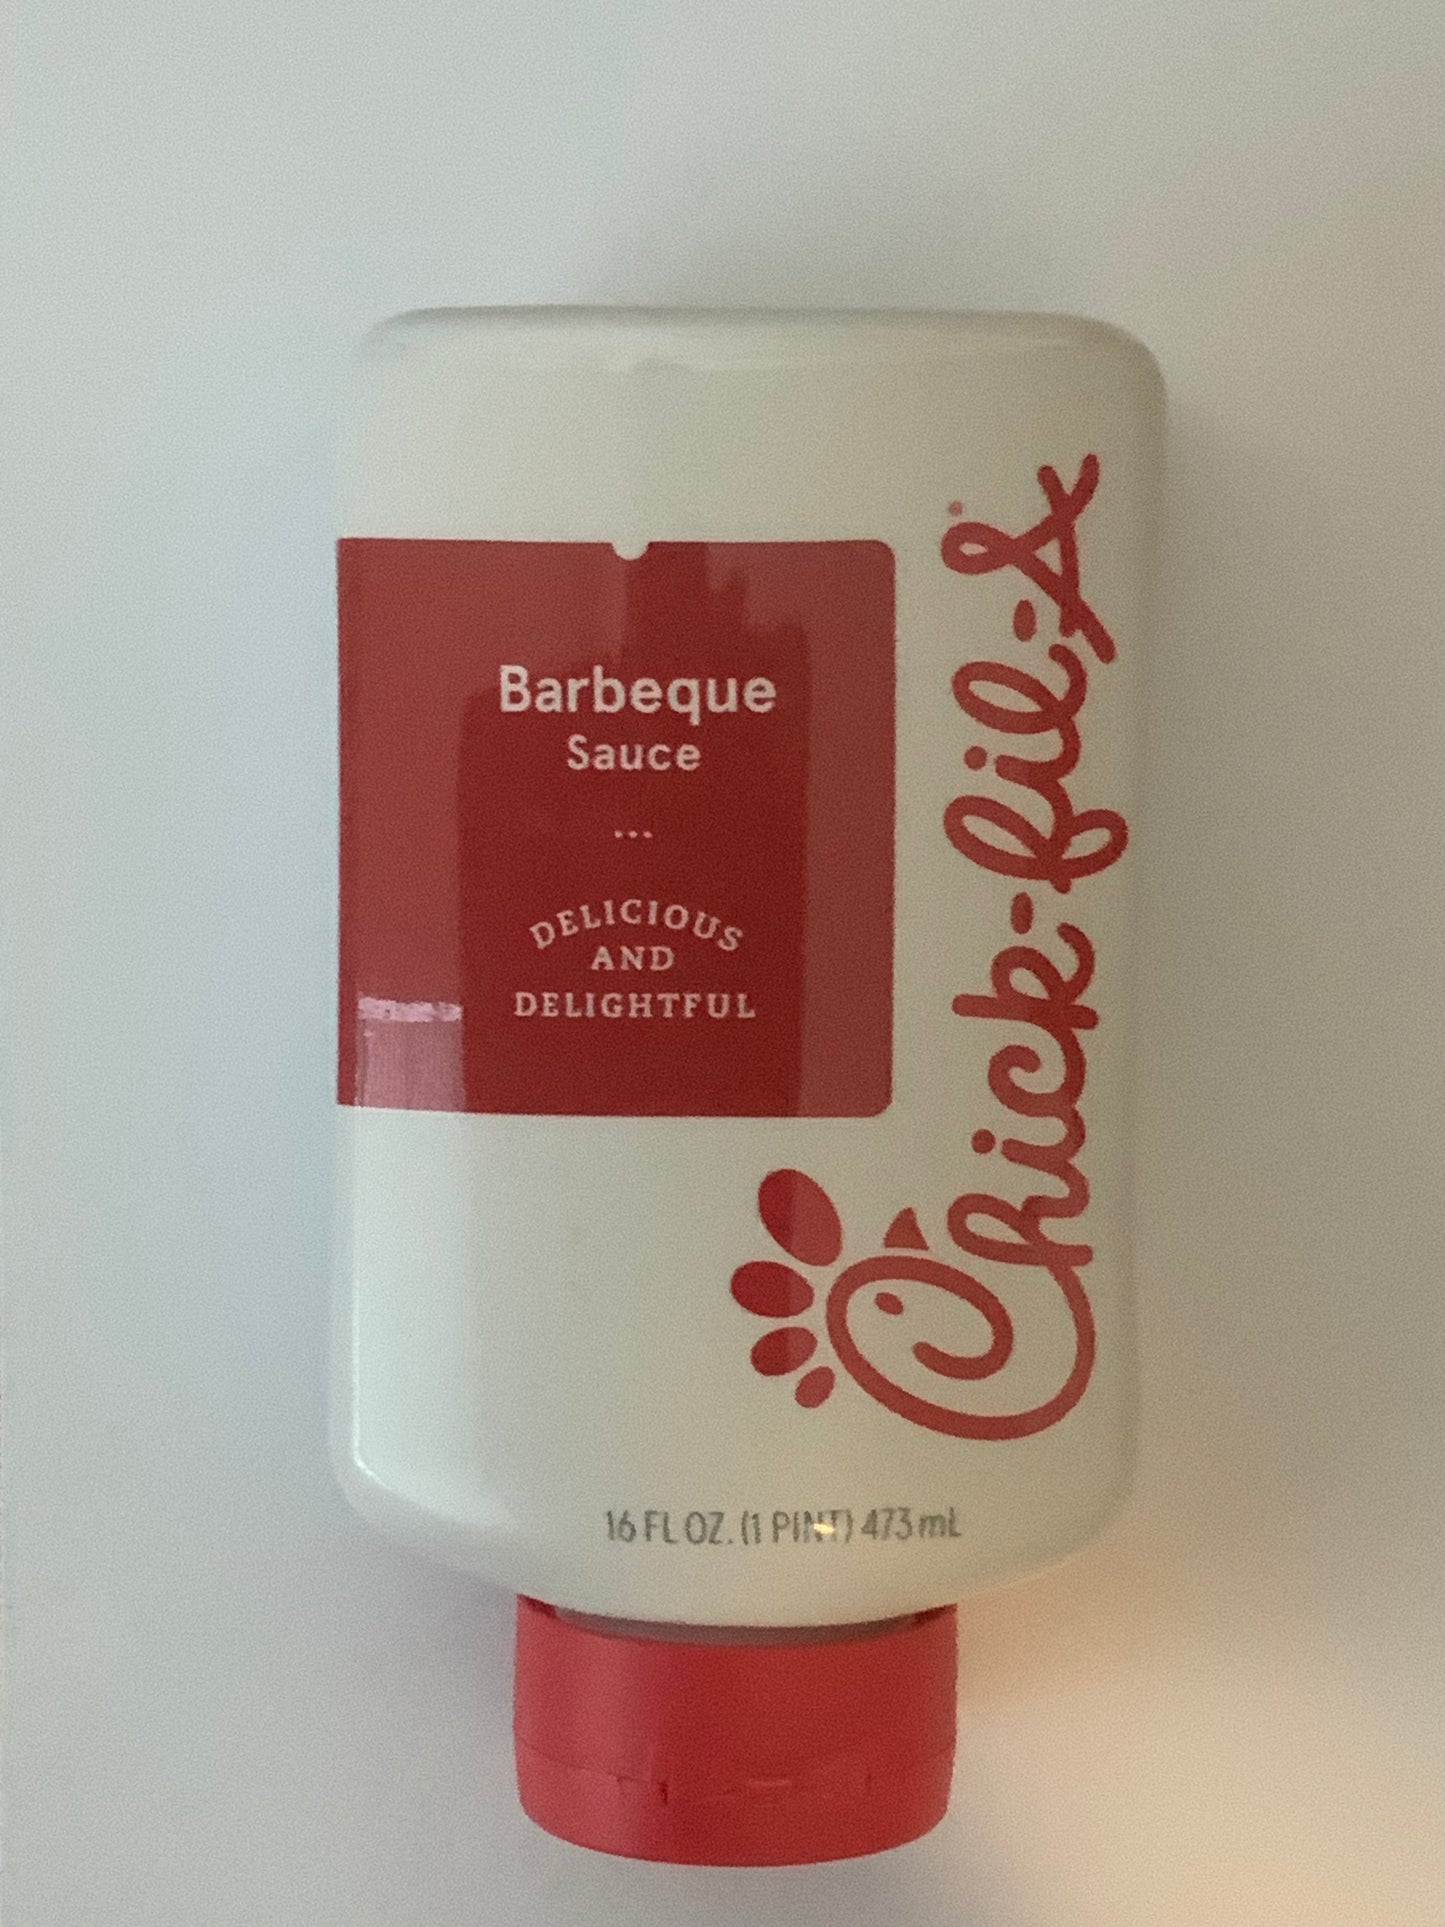 Barbeque
Sauce
...
DELICIOUS
AND
DELIGHTFUL
Chick-fil-A
16 FL OZ. (1 PINT) 473 mL